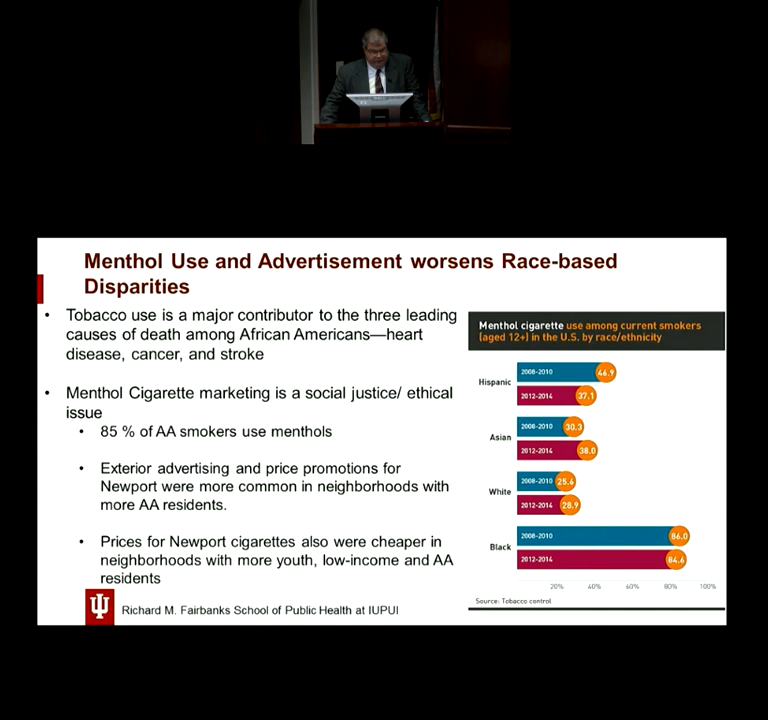 Menthol Use and Advertisement worsens Race-based
Disparities
• Tobacco use is a major contributor to the three leading
causes of death among African Americans—heart
disease, cancer, and stroke
• Menthol Cigarette marketing is a social justice/ ethical
issue
• 85 % of AA smokers use menthols
• Exterior advertising and price promotions for
Newport were more common in neighborhoods with
more AA residents.
• Prices for Newport cigarettes also were cheaper in
neighborhoods with more youth, low-income and AA
residents
Richard M. Fairbanks School of Public Health at IUPUI
Menthol cigarette use among current smokers
(aged 12+) in the U.S. by race/ethnicity
Hispanic
2008-2010 46.9
2012-2014 37.1
Asian
2008-2010 30.3
2012-2014 38.0
White
2008-2010 25.6
2012-2014 28.9
Black
2008-2010 86.0
2012-2014 84.6
20% 40% 60% 80% 100%
Source: Tobacco control